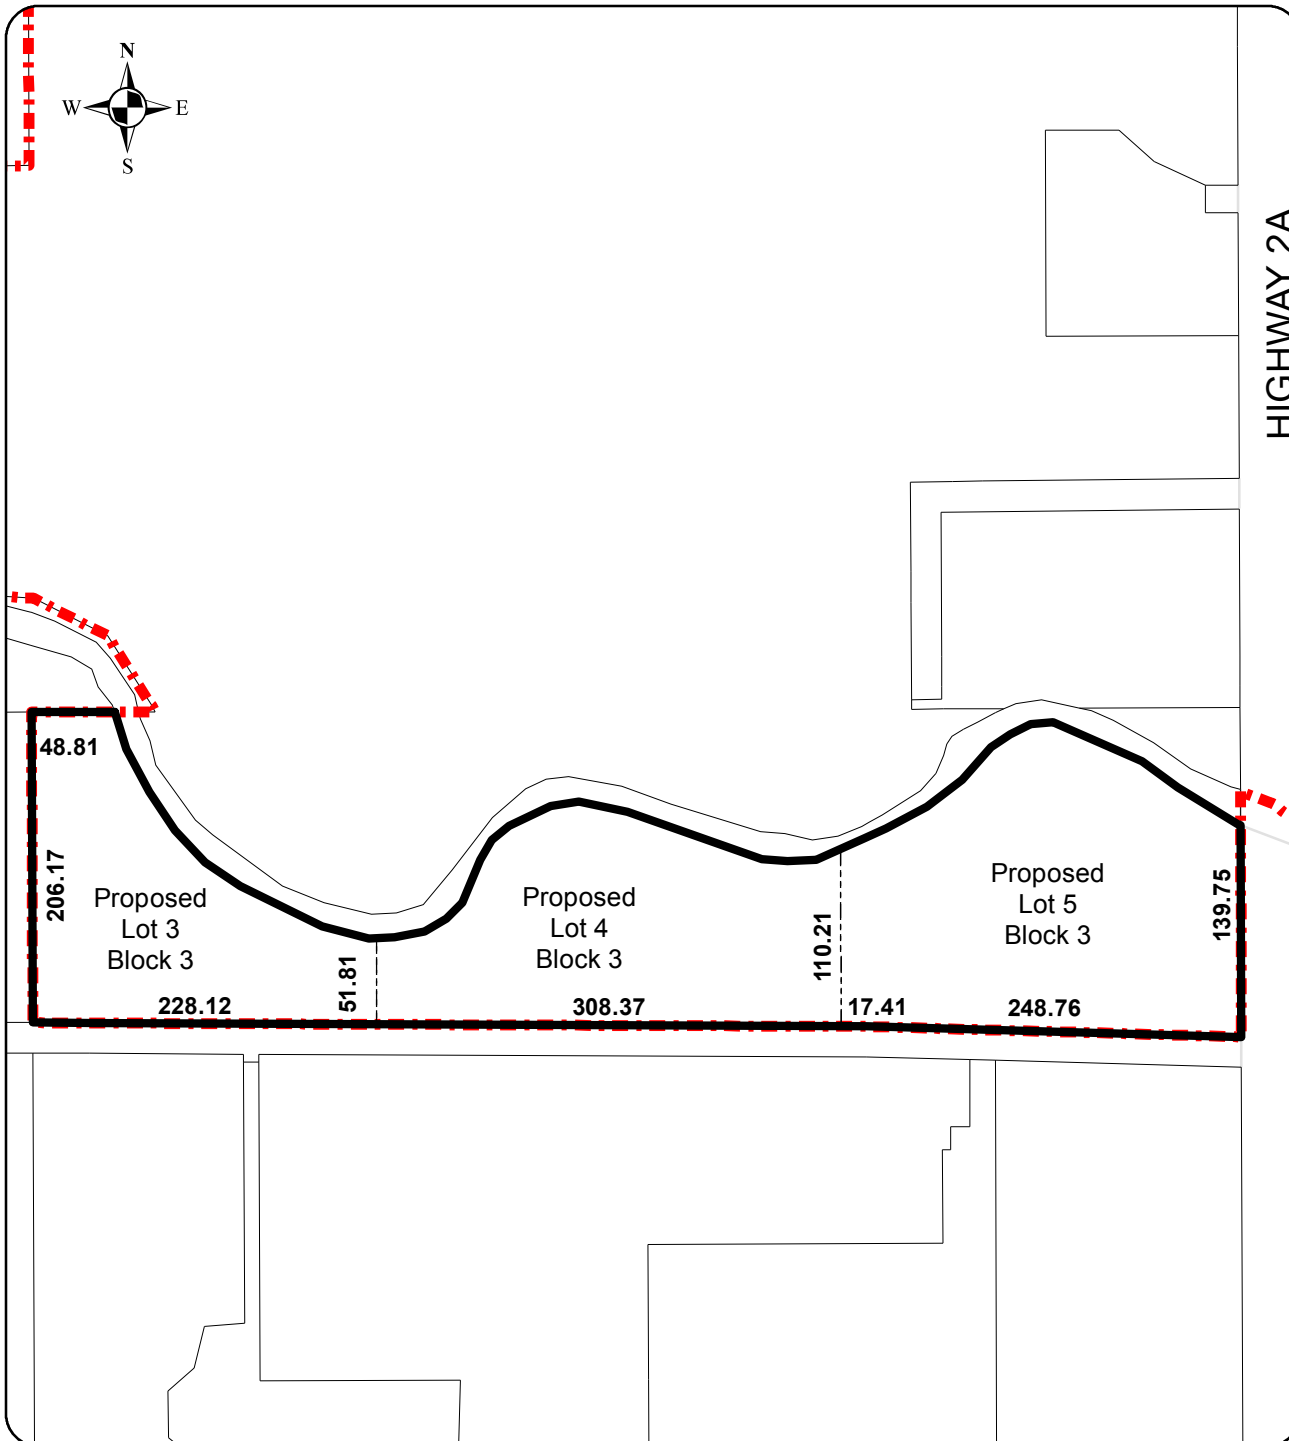 N
W E
S
HIGHWAY 2A
48.81
206.17
Proposed
Lot 3
Block 3
228.12
51.81
Proposed
Lot 4
Block 3
308.37
110.21
17.41
Proposed
Lot 5
Block 3
248.76
139.75